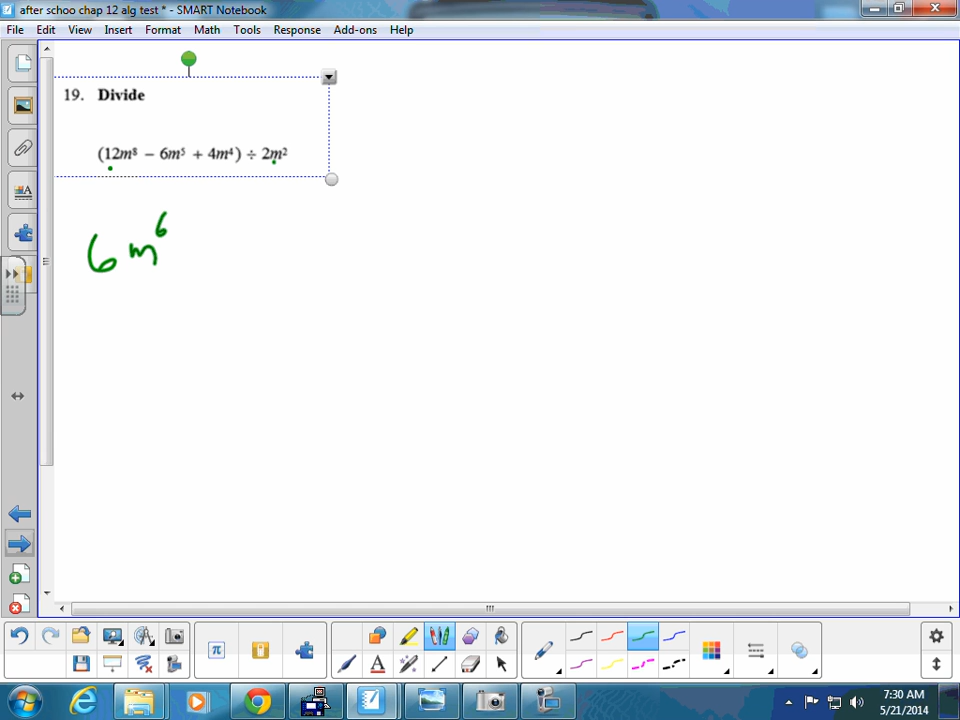 after schoo chap 12 alg test * - SMART Notebook
File Edit View Insert Format Math Tools Response Add-ons Help
19. Divide
(12m⁸ − 6m⁵ + 4m⁴) ÷ 2m²
6m⁶
A
π
A
7:30 AM
5/21/2014